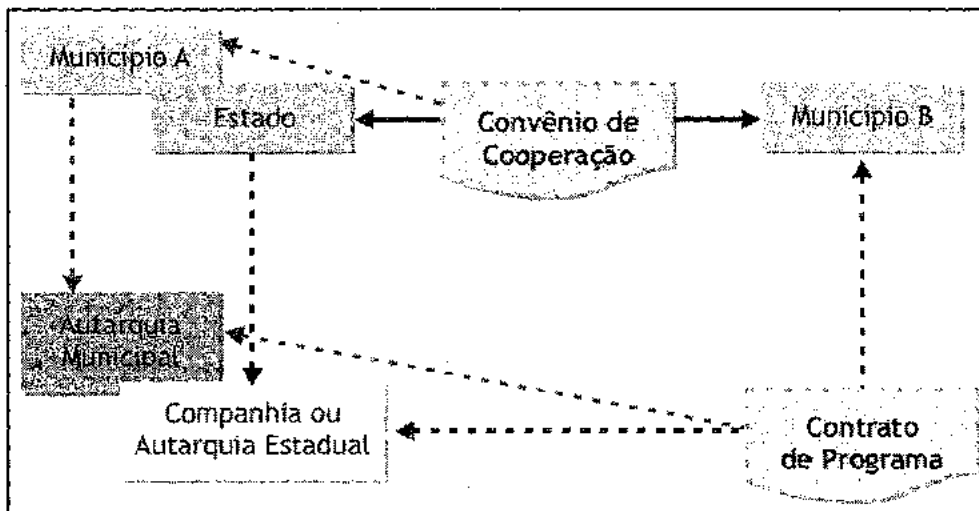 Município A
Estado
Convênio de
Cooperação
Município B
Autarquia
Municipal
Companhia ou
Autarquia Estadual
Contrato
de Programa